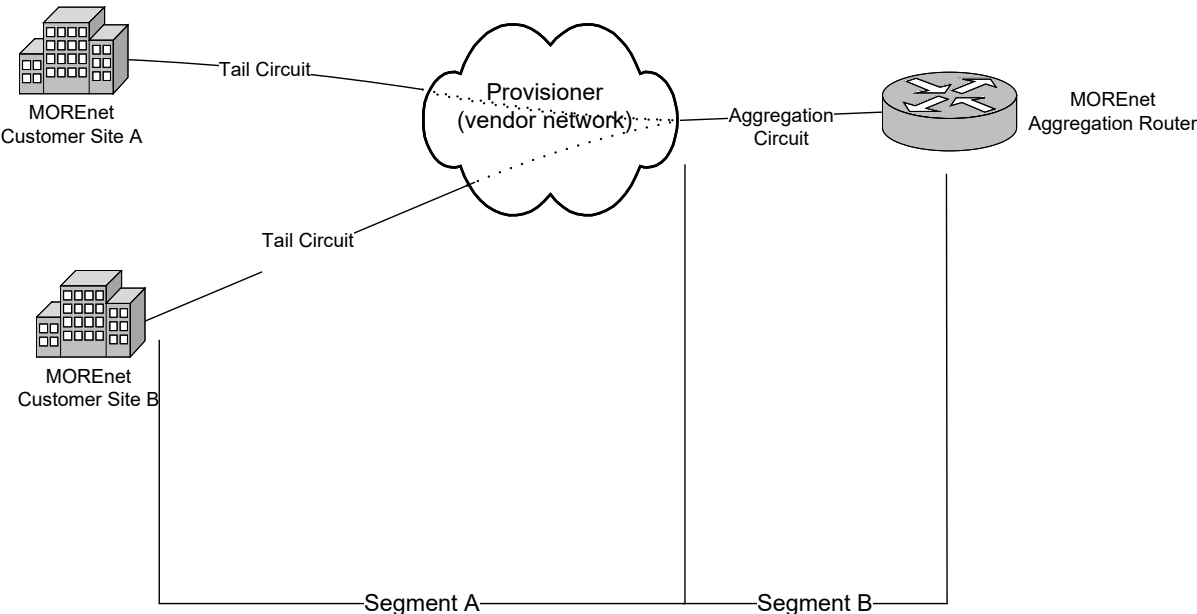 MOREnet
Customer Site A
Tail Circuit
Provisioner
(vendor network)
Aggregation
Circuit
MOREnet
Aggregation Router
Tail Circuit
MOREnet
Customer Site B
Segment A
Segment B